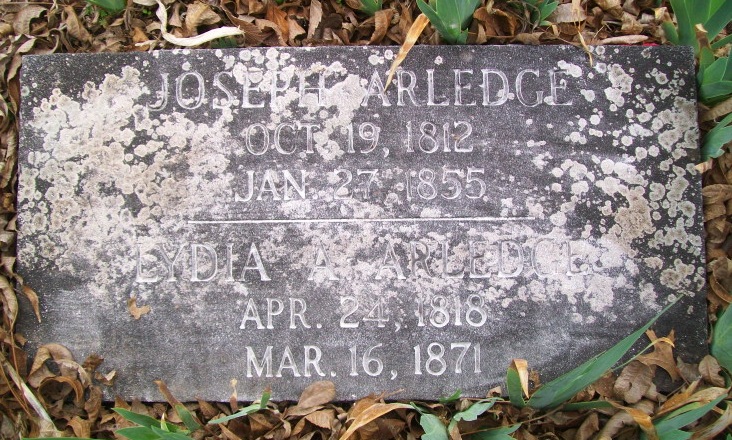 JOSEPH ARLEDGE
OCT. 19, 1812
JAN. 27, 1855
LYDIA A. ARLEDGE
APR. 24, 1818
MAR. 16, 1871